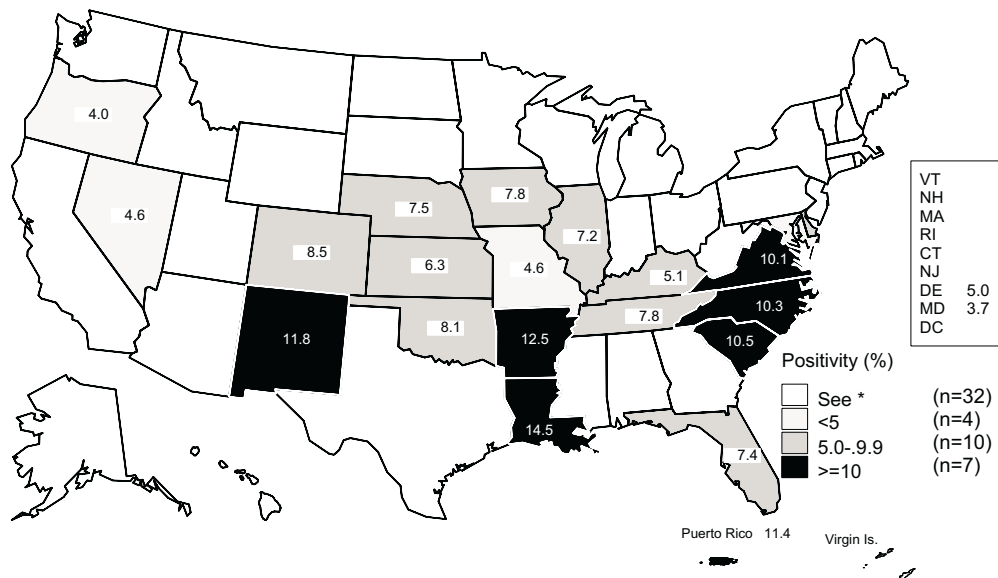 4.0
4.6
8.5
11.8
7.5
6.3
8.1
7.8
4.6
12.5
14.5
7.2
5.1
7.8
10.1
10.3
10.5
7.4
VT
NH
MA
RI
CT
NJ
DE 5.0
MD 3.7
DC
Positivity (%)
See * (n=32)
<5 (n=4)
5.0-.9.9 (n=10)
>=10 (n=7)
Puerto Rico 11.4
Virgin Is.